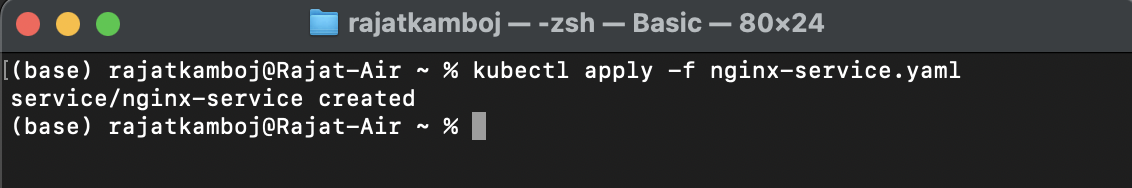 rajatkamboj — -zsh — Basic — 80×24
[(base) rajatkamboj@Rajat-Air ~ % kubectl apply -f nginx-service.yaml
service/nginx-service created
(base) rajatkamboj@Rajat-Air ~ %